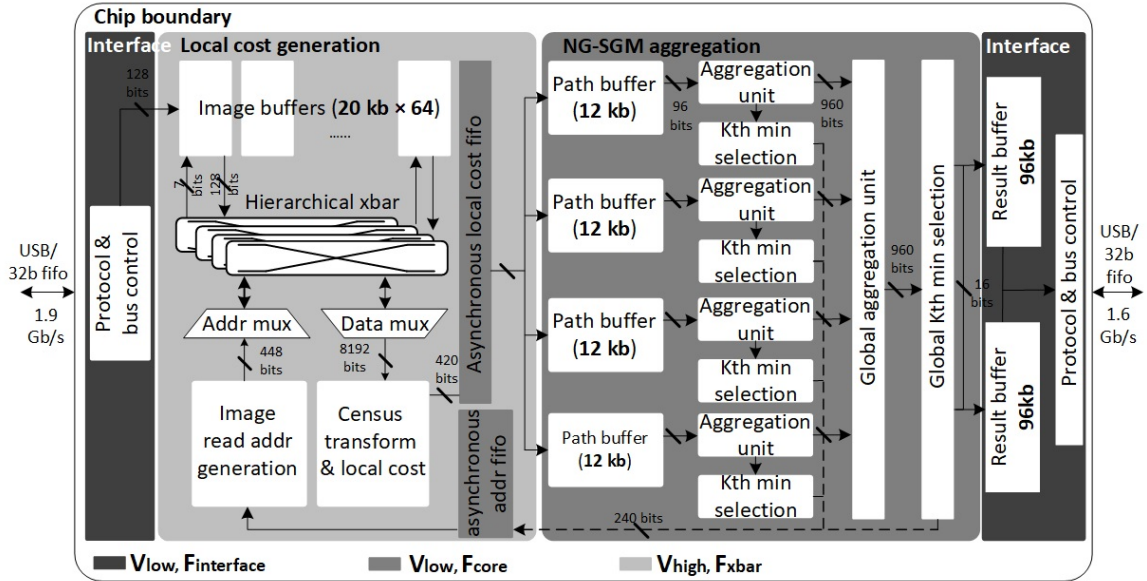 Chip boundary
Interface
Local cost generation
NG-SGM aggregation
Interface
128
bits
Image buffers (20 kb × 64)
......
7
bits
128
bits
Hierarchical xbar
Protocol &
bus control
USB/
32b fifo
1.9
Gb/s
Addr mux
Data mux
448
bits
8192
bits
420
bits
Image
read addr
generation
Census
transform
& local cost
Asynchronous local cost fifo
asynchronous
addr fifo
Path buffer
(12 kb)
96
bits
Aggregation
unit
960
bits
Kth min
selection
Path buffer
(12 kb)
Aggregation
unit
Kth min
selection
Path buffer
(12 kb)
Aggregation
unit
Kth min
selection
Path buffer
(12 kb)
Aggregation
unit
Kth min
selection
240 bits
Global aggregation unit
960
bits
Global Kth min selection
16
bits
Result buffer
96kb
Result buffer
96kb
Protocol & bus control
USB/
32b
fifo
1.6
Gb/s
Vlow, Finterface
Vlow, Fcore
Vhigh, Fxbar